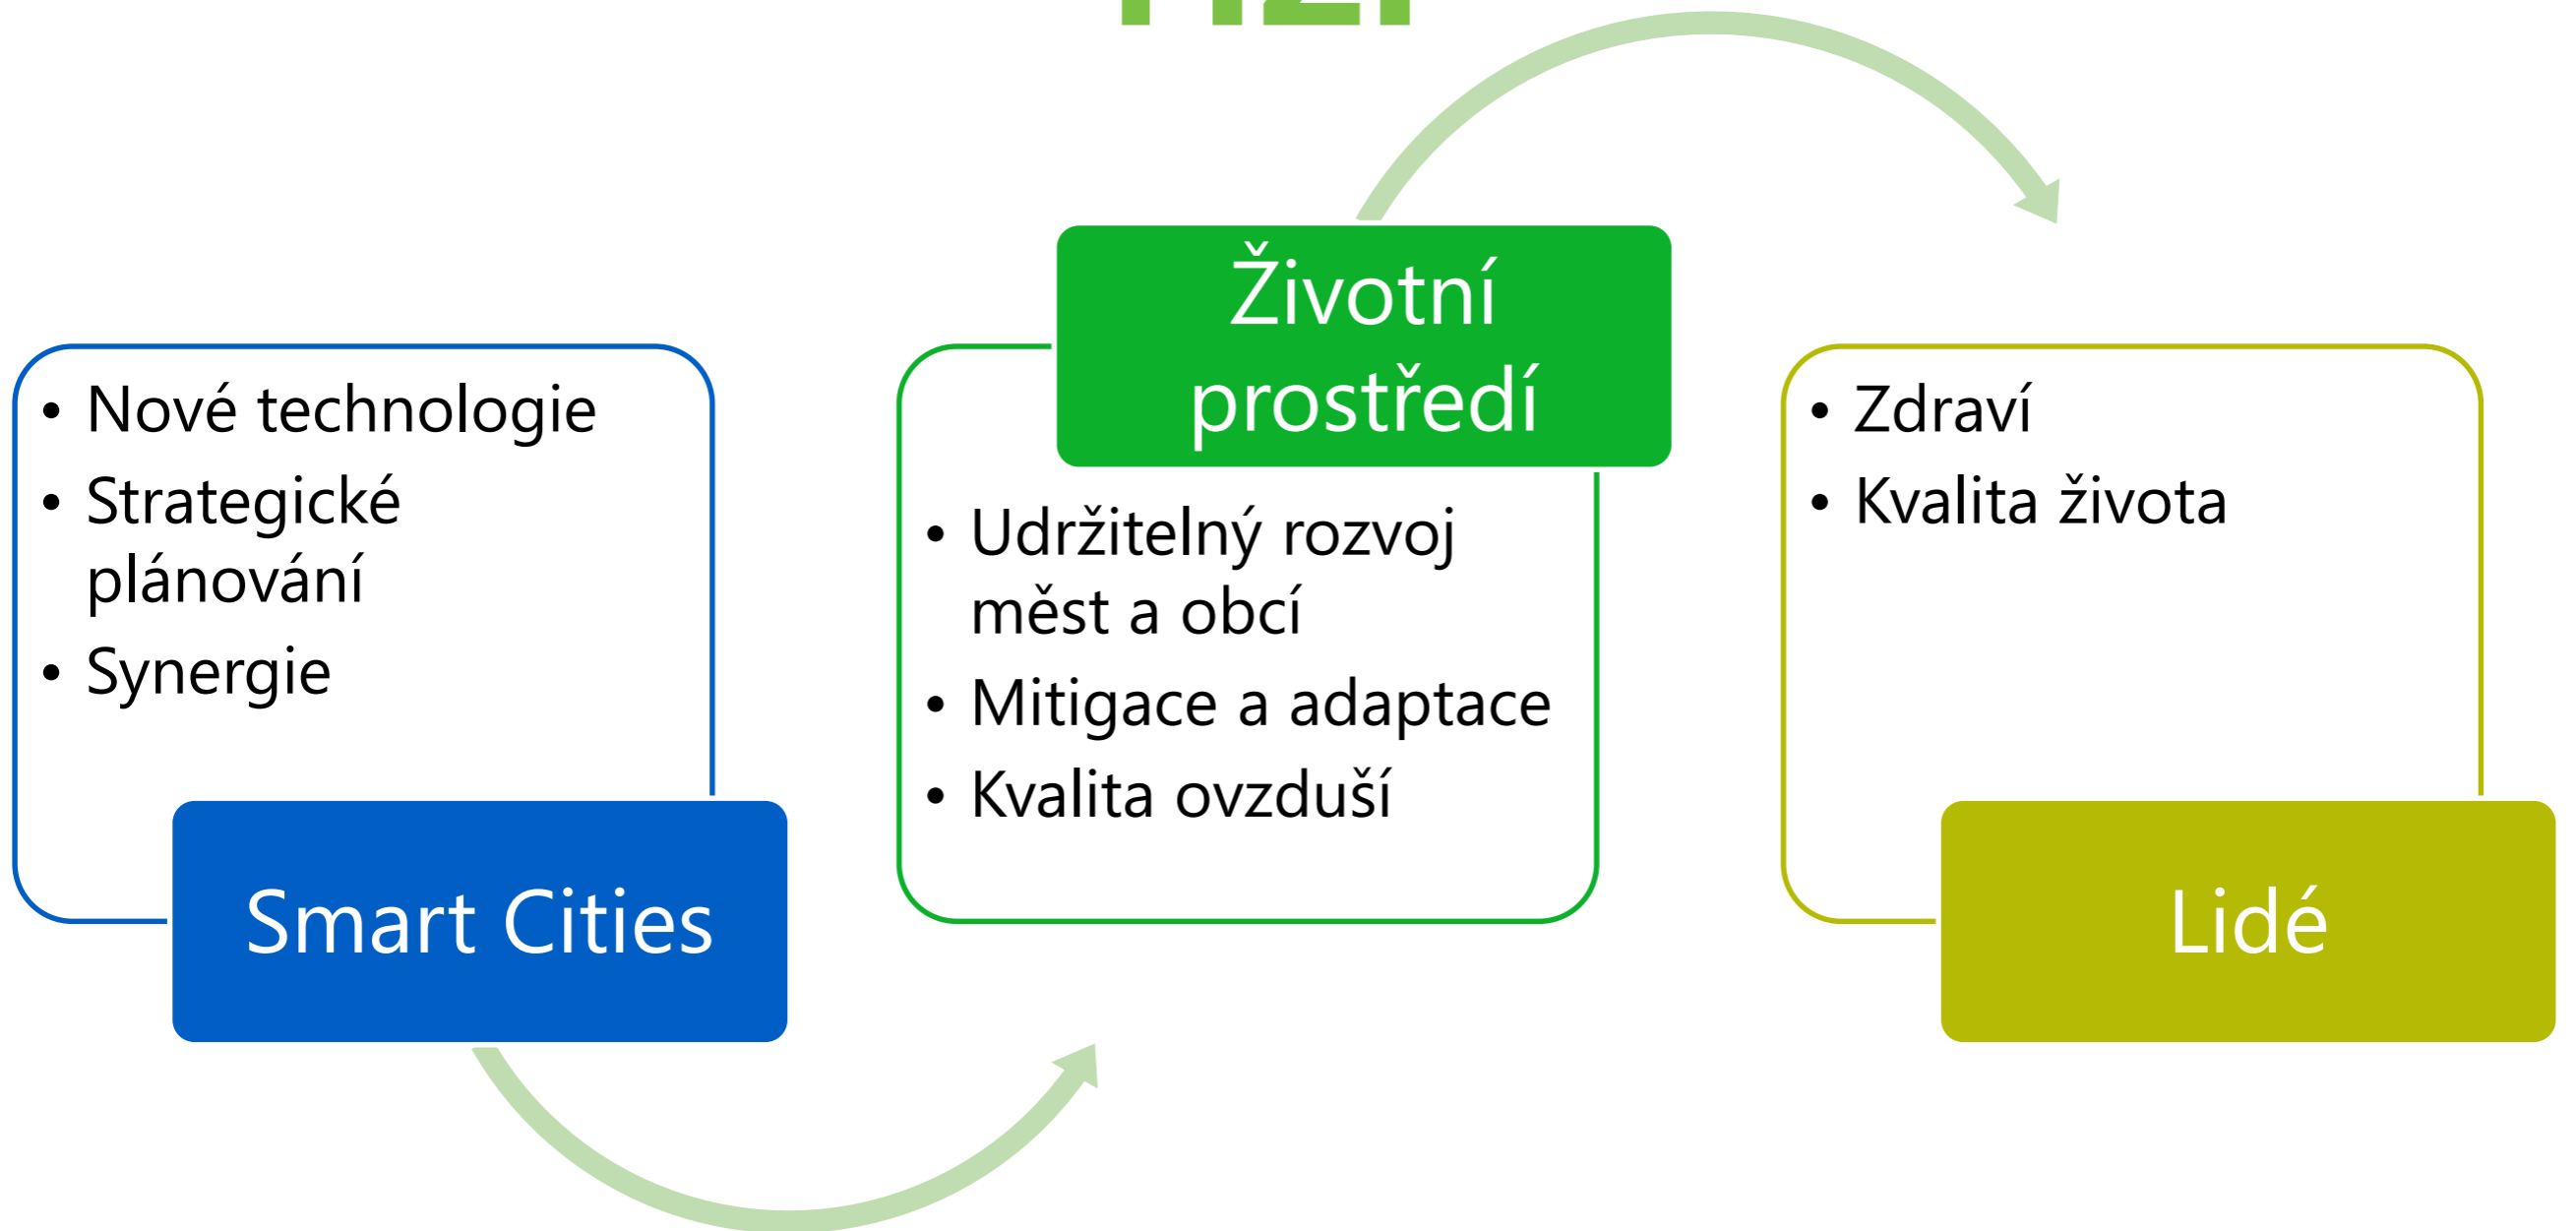 • Nové technologie
• Strategické
plánování
• Synergie
Smart Cities
Životní
prostředí
• Udržitelný rozvoj
měst a obcí
• Mitigace a adaptace
• Kvalita ovzduší
• Zdraví
• Kvalita života
Lidé